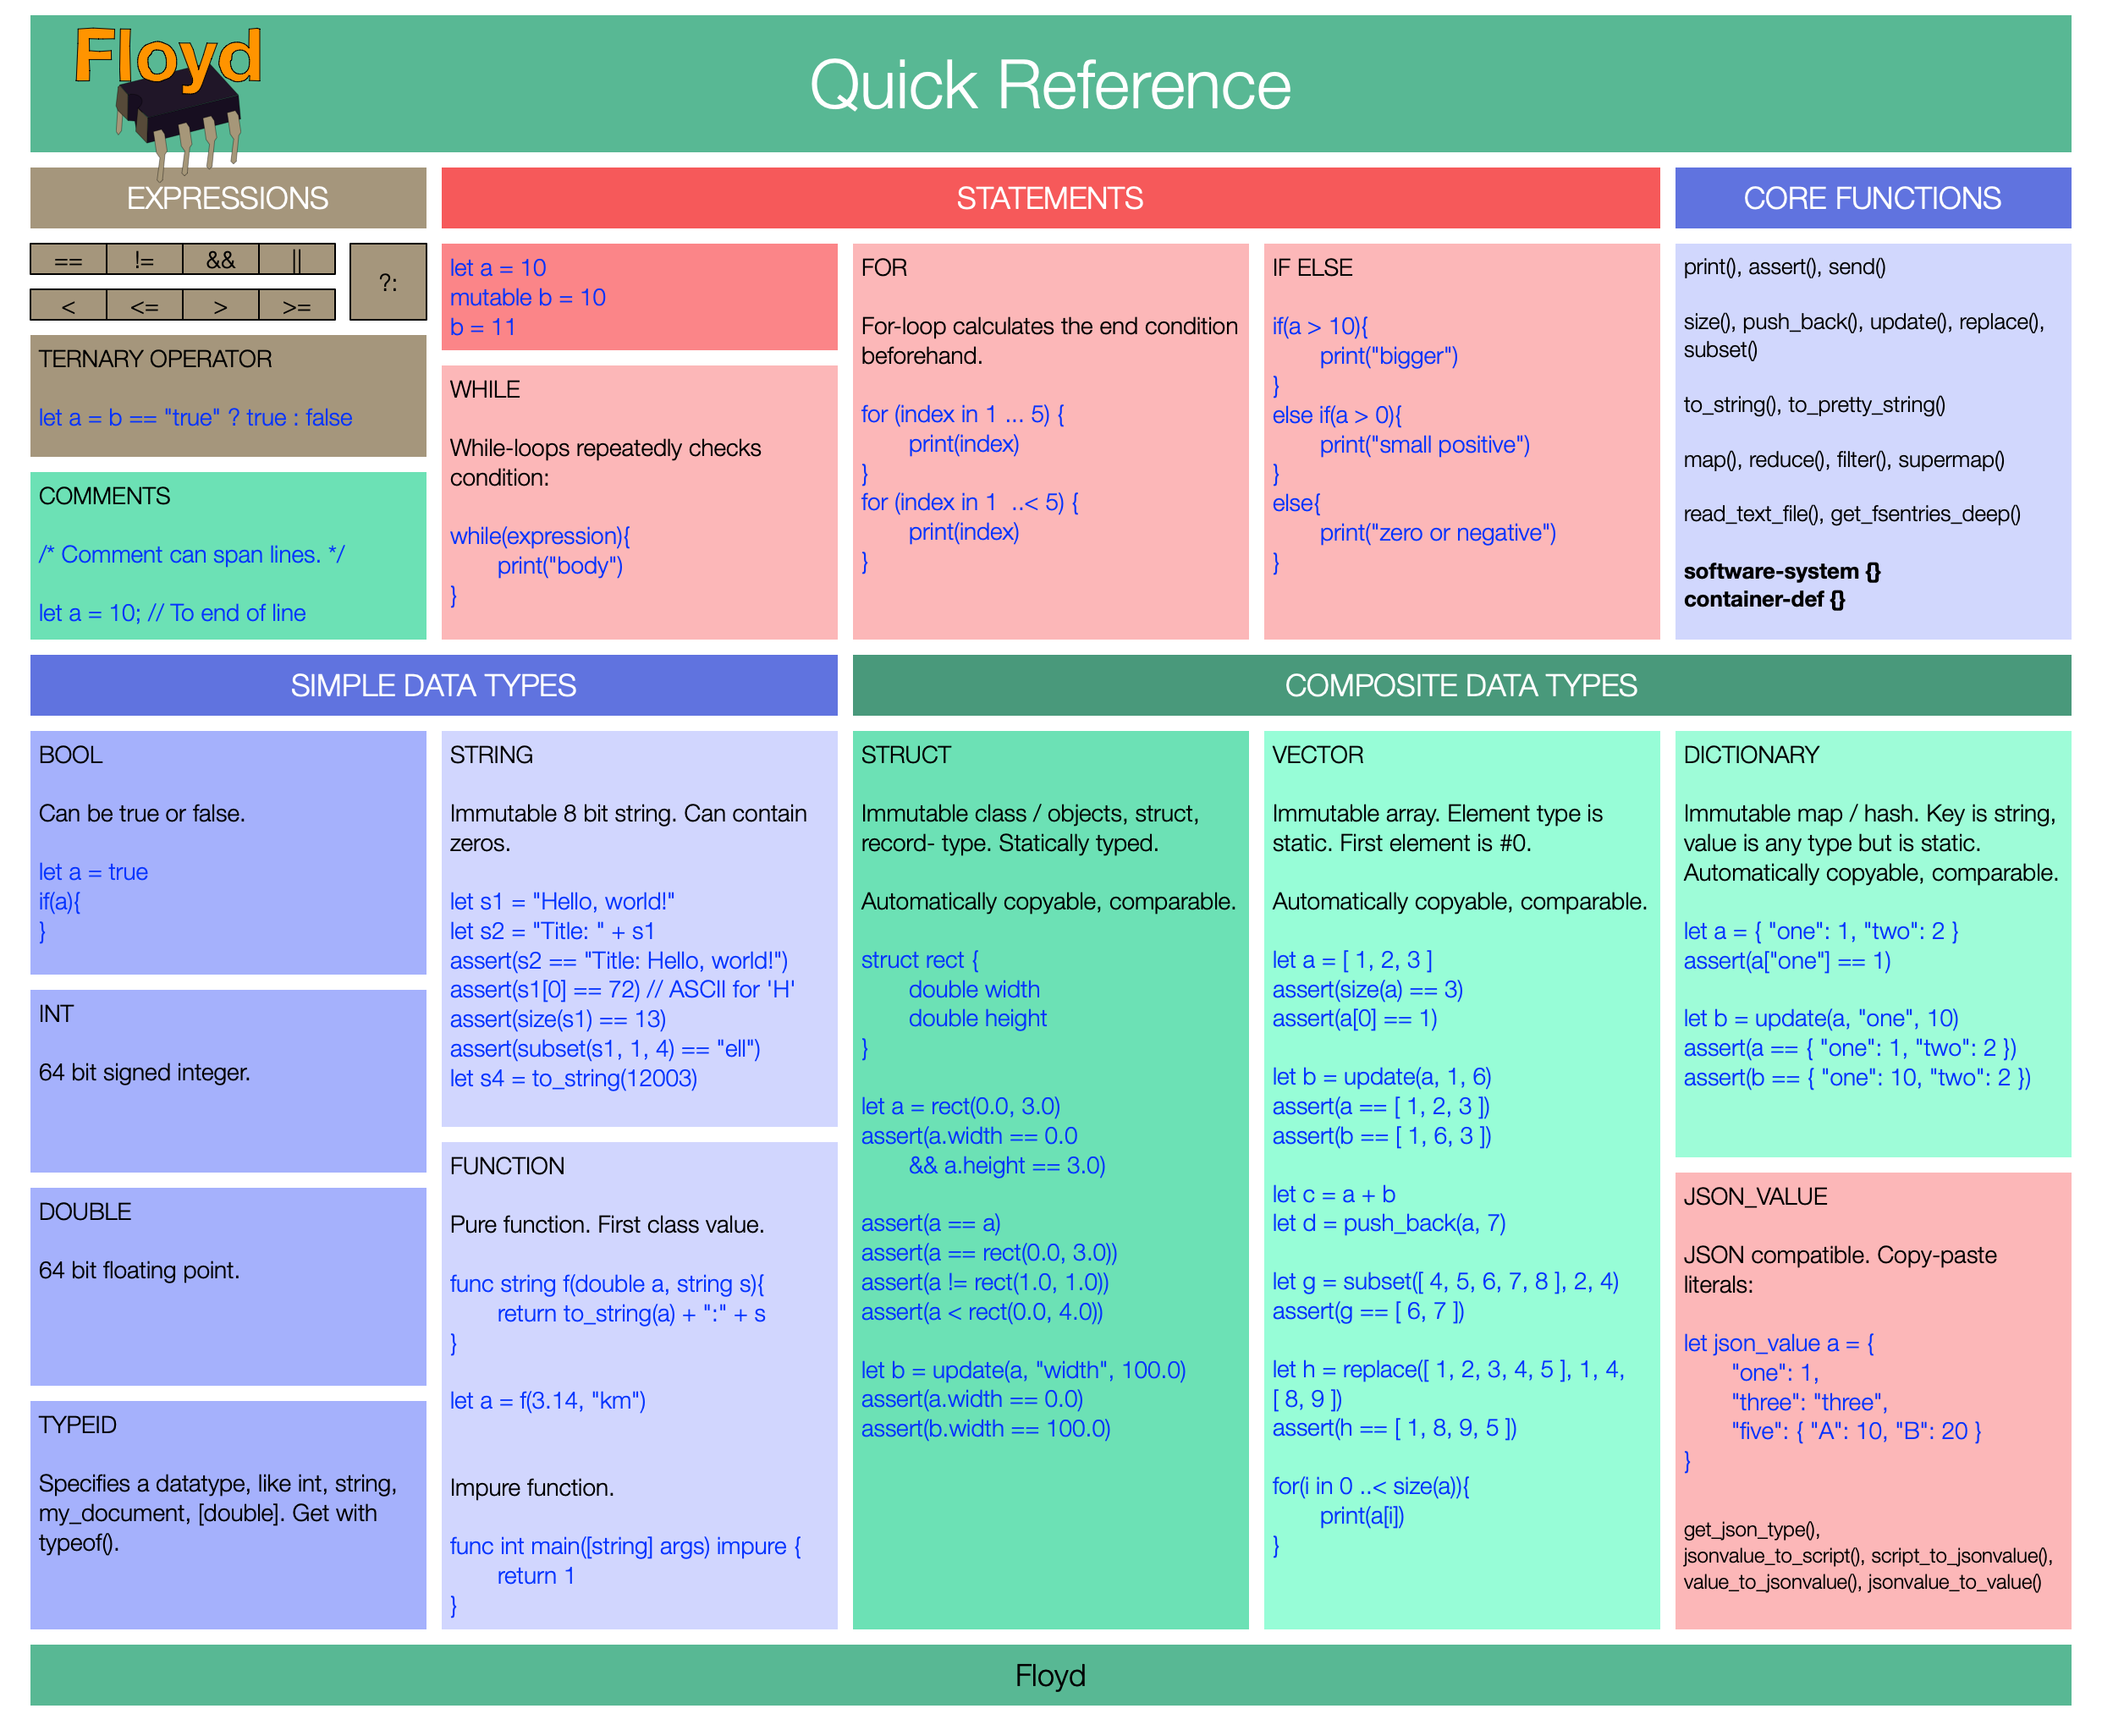 Floyd
Quick Reference
EXPRESSIONS
== != && ||
< <= > >=
?:
TERNARY OPERATOR
let a = b == "true" ? true : false
COMMENTS
/* Comment can span lines. */
let a = 10; // To end of line
STATEMENTS
let a = 10
mutable b = 10
b = 11
WHILE
While-loops repeatedly checks
condition:
while(expression){
print("body")
}
FOR
For-loop calculates the end condition
beforehand.
for (index in 1 ... 5) {
print(index)
}
for (index in 1  ..< 5) {
print(index)
}
IF ELSE
if(a > 10){
print("bigger")
}
else if(a > 0){
print("small positive")
}
else{
print("zero or negative")
}
CORE FUNCTIONS
print(), assert(), send()
size(), push_back(), update(), replace(),
subset()
to_string(), to_pretty_string()
map(), reduce(), filter(), supermap()
read_text_file(), get_fsentries_deep()
software-system {}
container-def {}
SIMPLE DATA TYPES
BOOL
Can be true or false.
let a = true
if(a){
}
INT
64 bit signed integer.
DOUBLE
64 bit floating point.
TYPEID
Specifies a datatype, like int, string,
my_document, [double]. Get with
typeof().
STRING
Immutable 8 bit string. Can contain
zeros.
let s1 = "Hello, world!"
let s2 = "Title: " + s1
assert(s2 == "Title: Hello, world!")
assert(s1[0] == 72) // ASCII for 'H'
assert(size(s1) == 13)
assert(subset(s1, 1, 4) == "ell")
let s4 = to_string(12003)
FUNCTION
Pure function. First class value.
func string f(double a, string s){
return to_string(a) + ":" + s
}
let a = f(3.14, "km")
Impure function.
func int main([string] args) impure {
return 1
}
COMPOSITE DATA TYPES
STRUCT
Immutable class / objects, struct,
record- type. Statically typed.
Automatically copyable, comparable.
struct rect {
double width
double height
}
let a = rect(0.0, 3.0)
assert(a.width == 0.0
&& a.height == 3.0)
assert(a == a)
assert(a == rect(0.0, 3.0))
assert(a != rect(1.0, 1.0))
assert(a < rect(0.0, 4.0))
let b = update(a, "width", 100.0)
assert(a.width == 0.0)
assert(b.width == 100.0)
VECTOR
Immutable array. Element type is
static. First element is #0.
Automatically copyable, comparable.
let a = [ 1, 2, 3 ]
assert(size(a) == 3)
assert(a[0] == 1)
let b = update(a, 1, 6)
assert(a == [ 1, 2, 3 ])
assert(b == [ 1, 6, 3 ])
let c = a + b
let d = push_back(a, 7)
let g = subset([ 4, 5, 6, 7, 8 ], 2, 4)
assert(g == [ 6, 7 ])
let h = replace([ 1, 2, 3, 4, 5 ], 1, 4,
[ 8, 9 ])
assert(h == [ 1, 8, 9, 5 ])
for(i in 0 ..< size(a)){
print(a[i])
}
DICTIONARY
Immutable map / hash. Key is string,
value is any type but is static.
Automatically copyable, comparable.
let a = { "one": 1, "two": 2 }
assert(a["one"] == 1)
let b = update(a, "one", 10)
assert(a == { "one": 1, "two": 2 })
assert(b == { "one": 10, "two": 2 })
JSON_VALUE
JSON compatible. Copy-paste
literals:
let json_value a = {
"one": 1,
"three": "three",
"five": { "A": 10, "B": 20 }
}
get_json_type(),
jsonvalue_to_script(), script_to_jsonvalue(),
value_to_jsonvalue(), jsonvalue_to_value()
Floyd